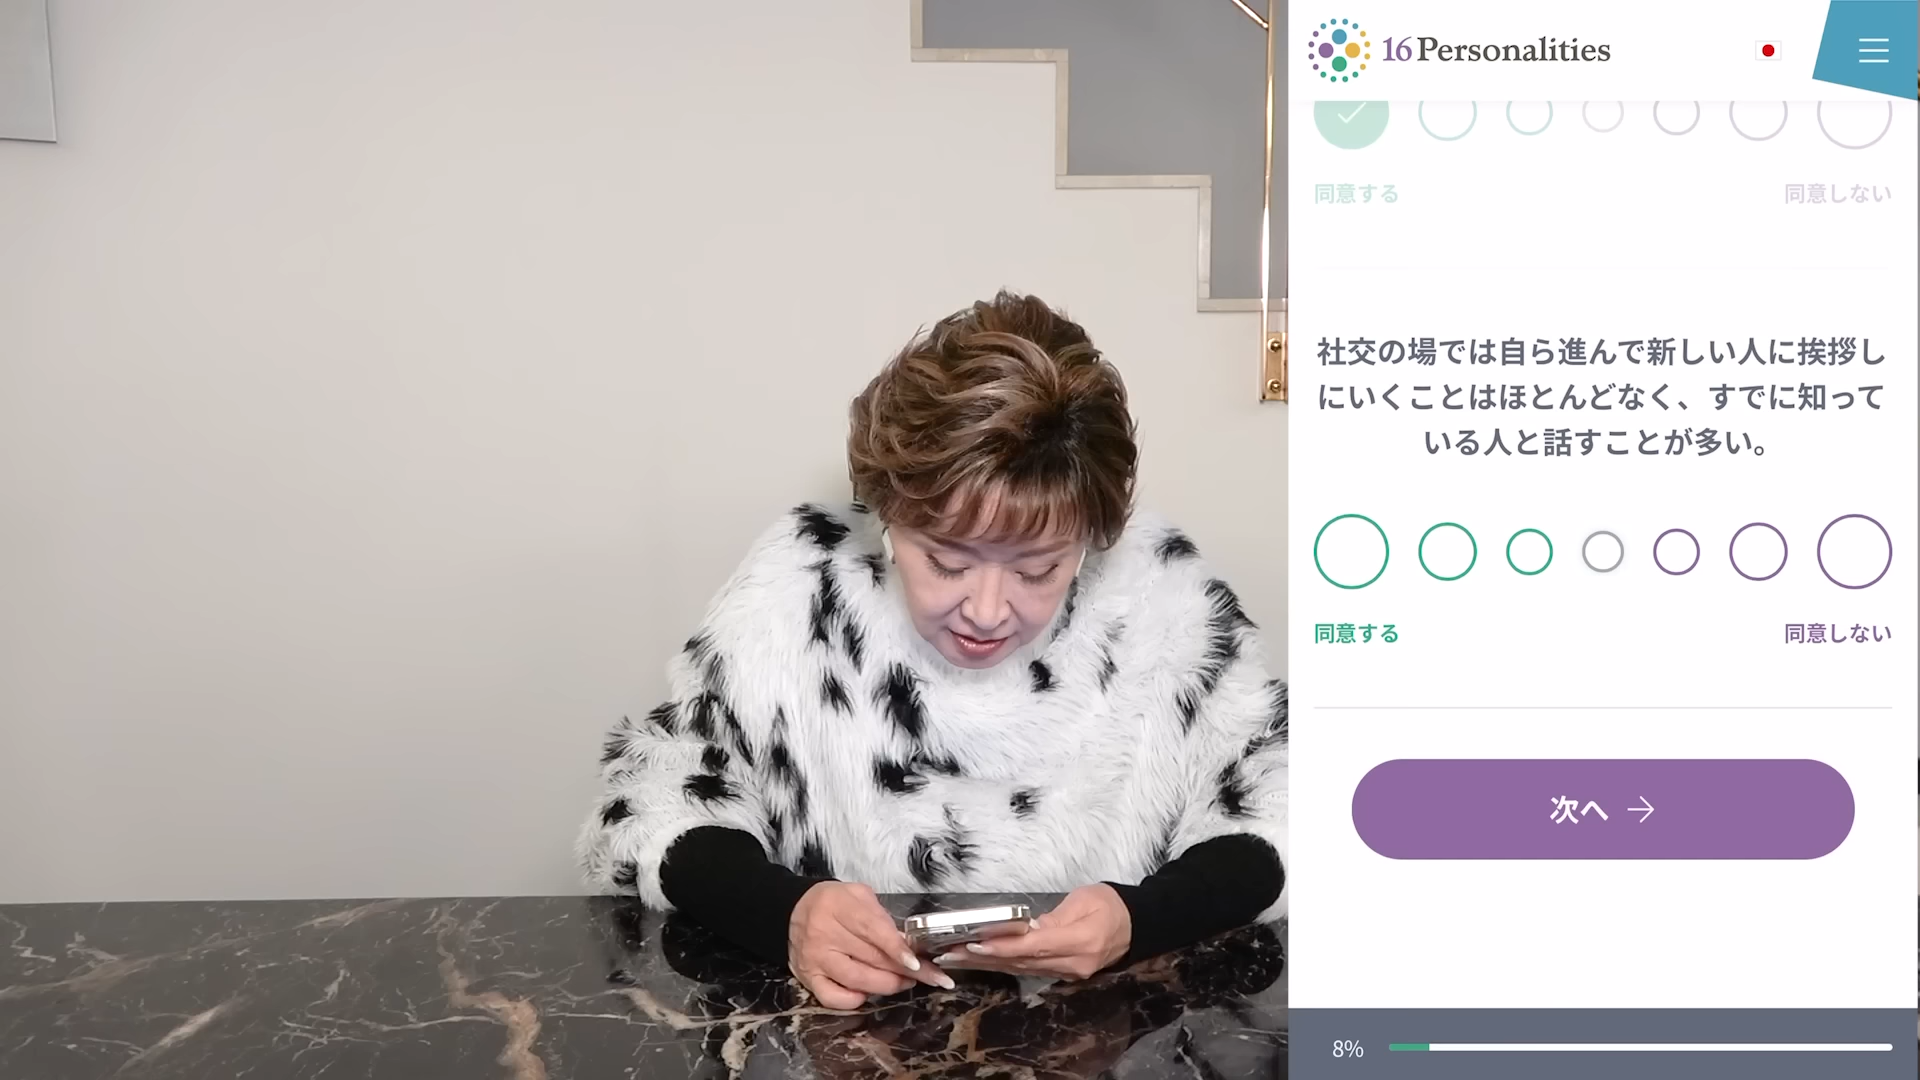 16Personalities
同意する
同意しない
社交の場では自ら進んで新しい人に挨拶し
にいくことはほとんどなく、すでに知って
いる人と話すことが多い。
同意する
同意しない
次へ →
8%